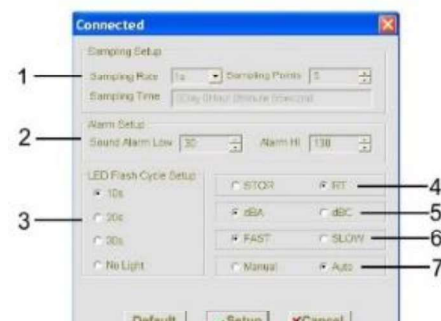 Connected
Sampling Setup
1
Sampling Rate 1s Sampling Points 5
Sampling Time
Alarm Setup
2
Sound Alarm Low 30 Alarm Hi 130
LED Flash Cycle Setup
3
10s
20s
30s
No Light
STOR RT 4
dBA dBC 5
FAST SLOW 6
Manual Auto 7
Default Setup Cancel